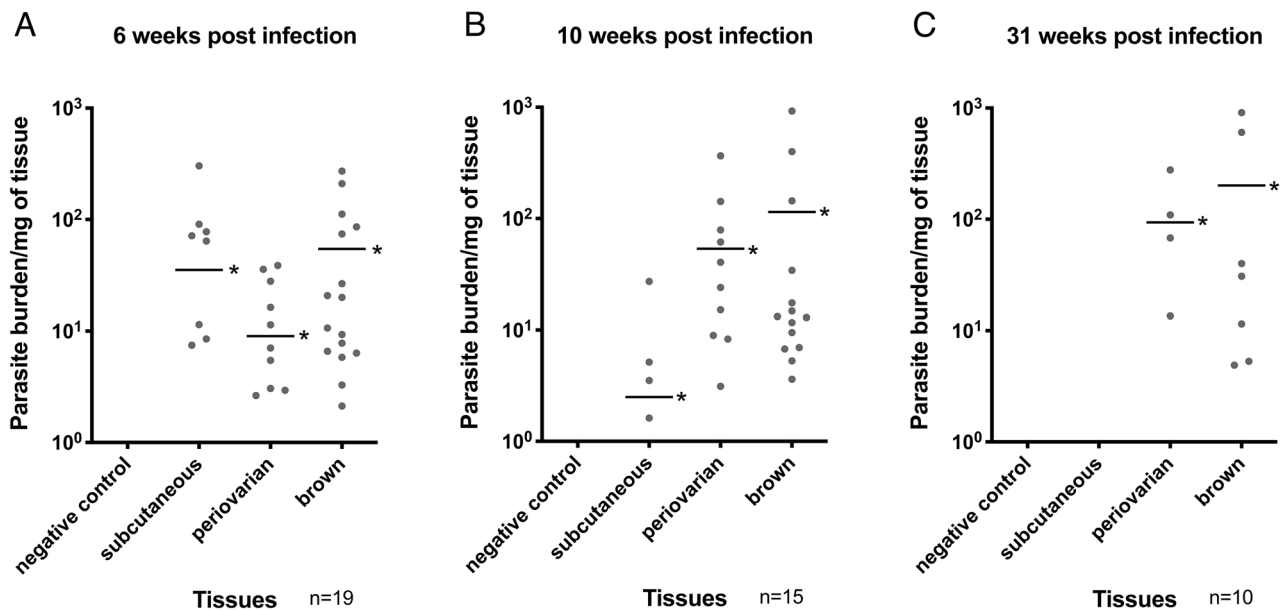 A
6 weeks post infection
Parasite burden/mg of tissue
10³
10²
10¹
10⁰
*
*
*
negative control
subcutaneous
periovarian
brown
Tissues n=19
B
10 weeks post infection
Parasite burden/mg of tissue
10³
10²
10¹
10⁰
*
*
*
negative control
subcutaneous
periovarian
brown
Tissues n=15
C
31 weeks post infection
Parasite burden/mg of tissue
10³
10²
10¹
10⁰
*
*
negative control
subcutaneous
periovarian
brown
Tissues n=10